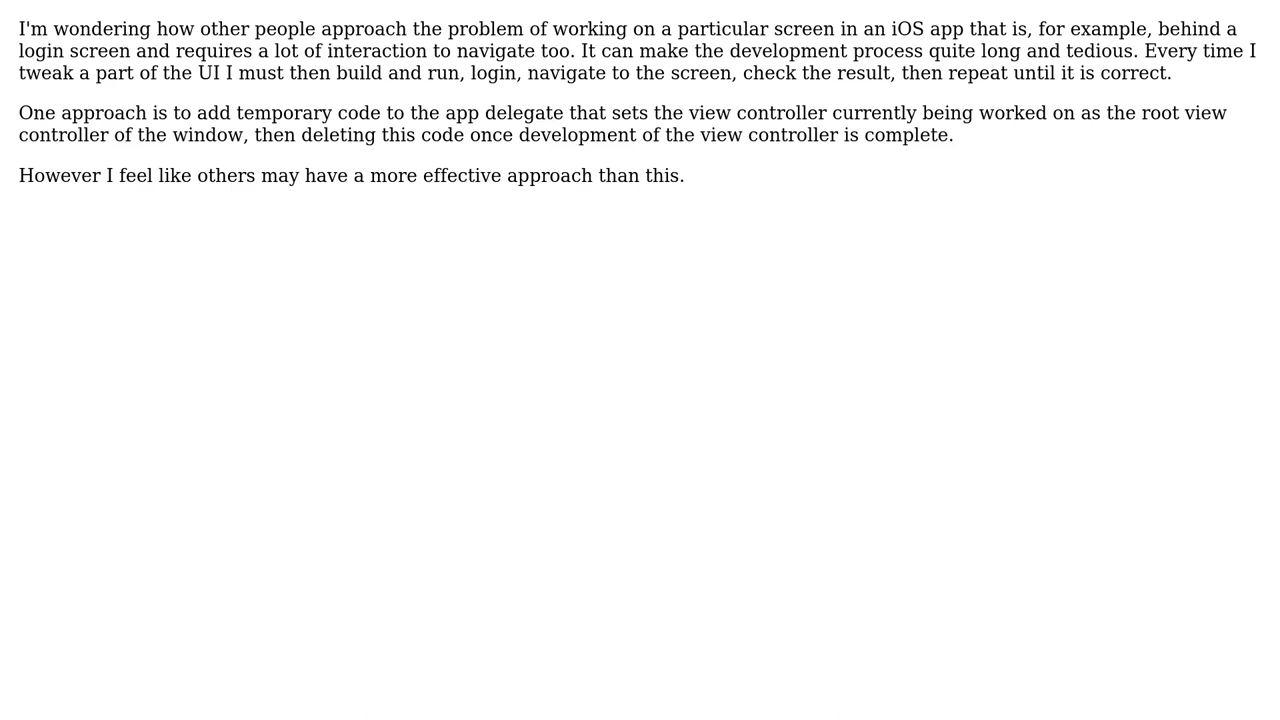 I'm wondering how other people approach the problem of working on a particular screen in an iOS app that is, for example, behind a
login screen and requires a lot of interaction to navigate too. It can make the development process quite long and tedious. Every time I
tweak a part of the UI I must then build and run, login, navigate to the screen, check the result, then repeat until it is correct.
One approach is to add temporary code to the app delegate that sets the view controller currently being worked on as the root view
controller of the window, then deleting this code once development of the view controller is complete.
However I feel like others may have a more effective approach than this.